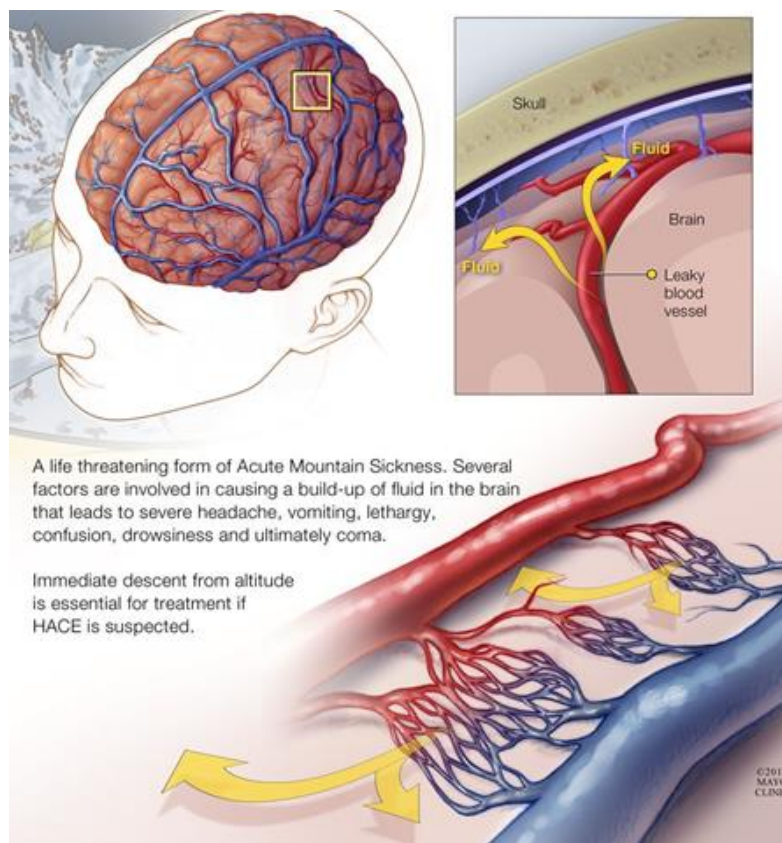 Skull
Fluid
Brain
Fluid
Leaky
blood
vessel
A life threatening form of Acute Mountain Sickness. Several
factors are involved in causing a build-up of fluid in the brain
that leads to severe headache, vomiting, lethargy,
confusion, drowsiness and ultimately coma.
Immediate descent from altitude
is essential for treatment if
HACE is suspected.